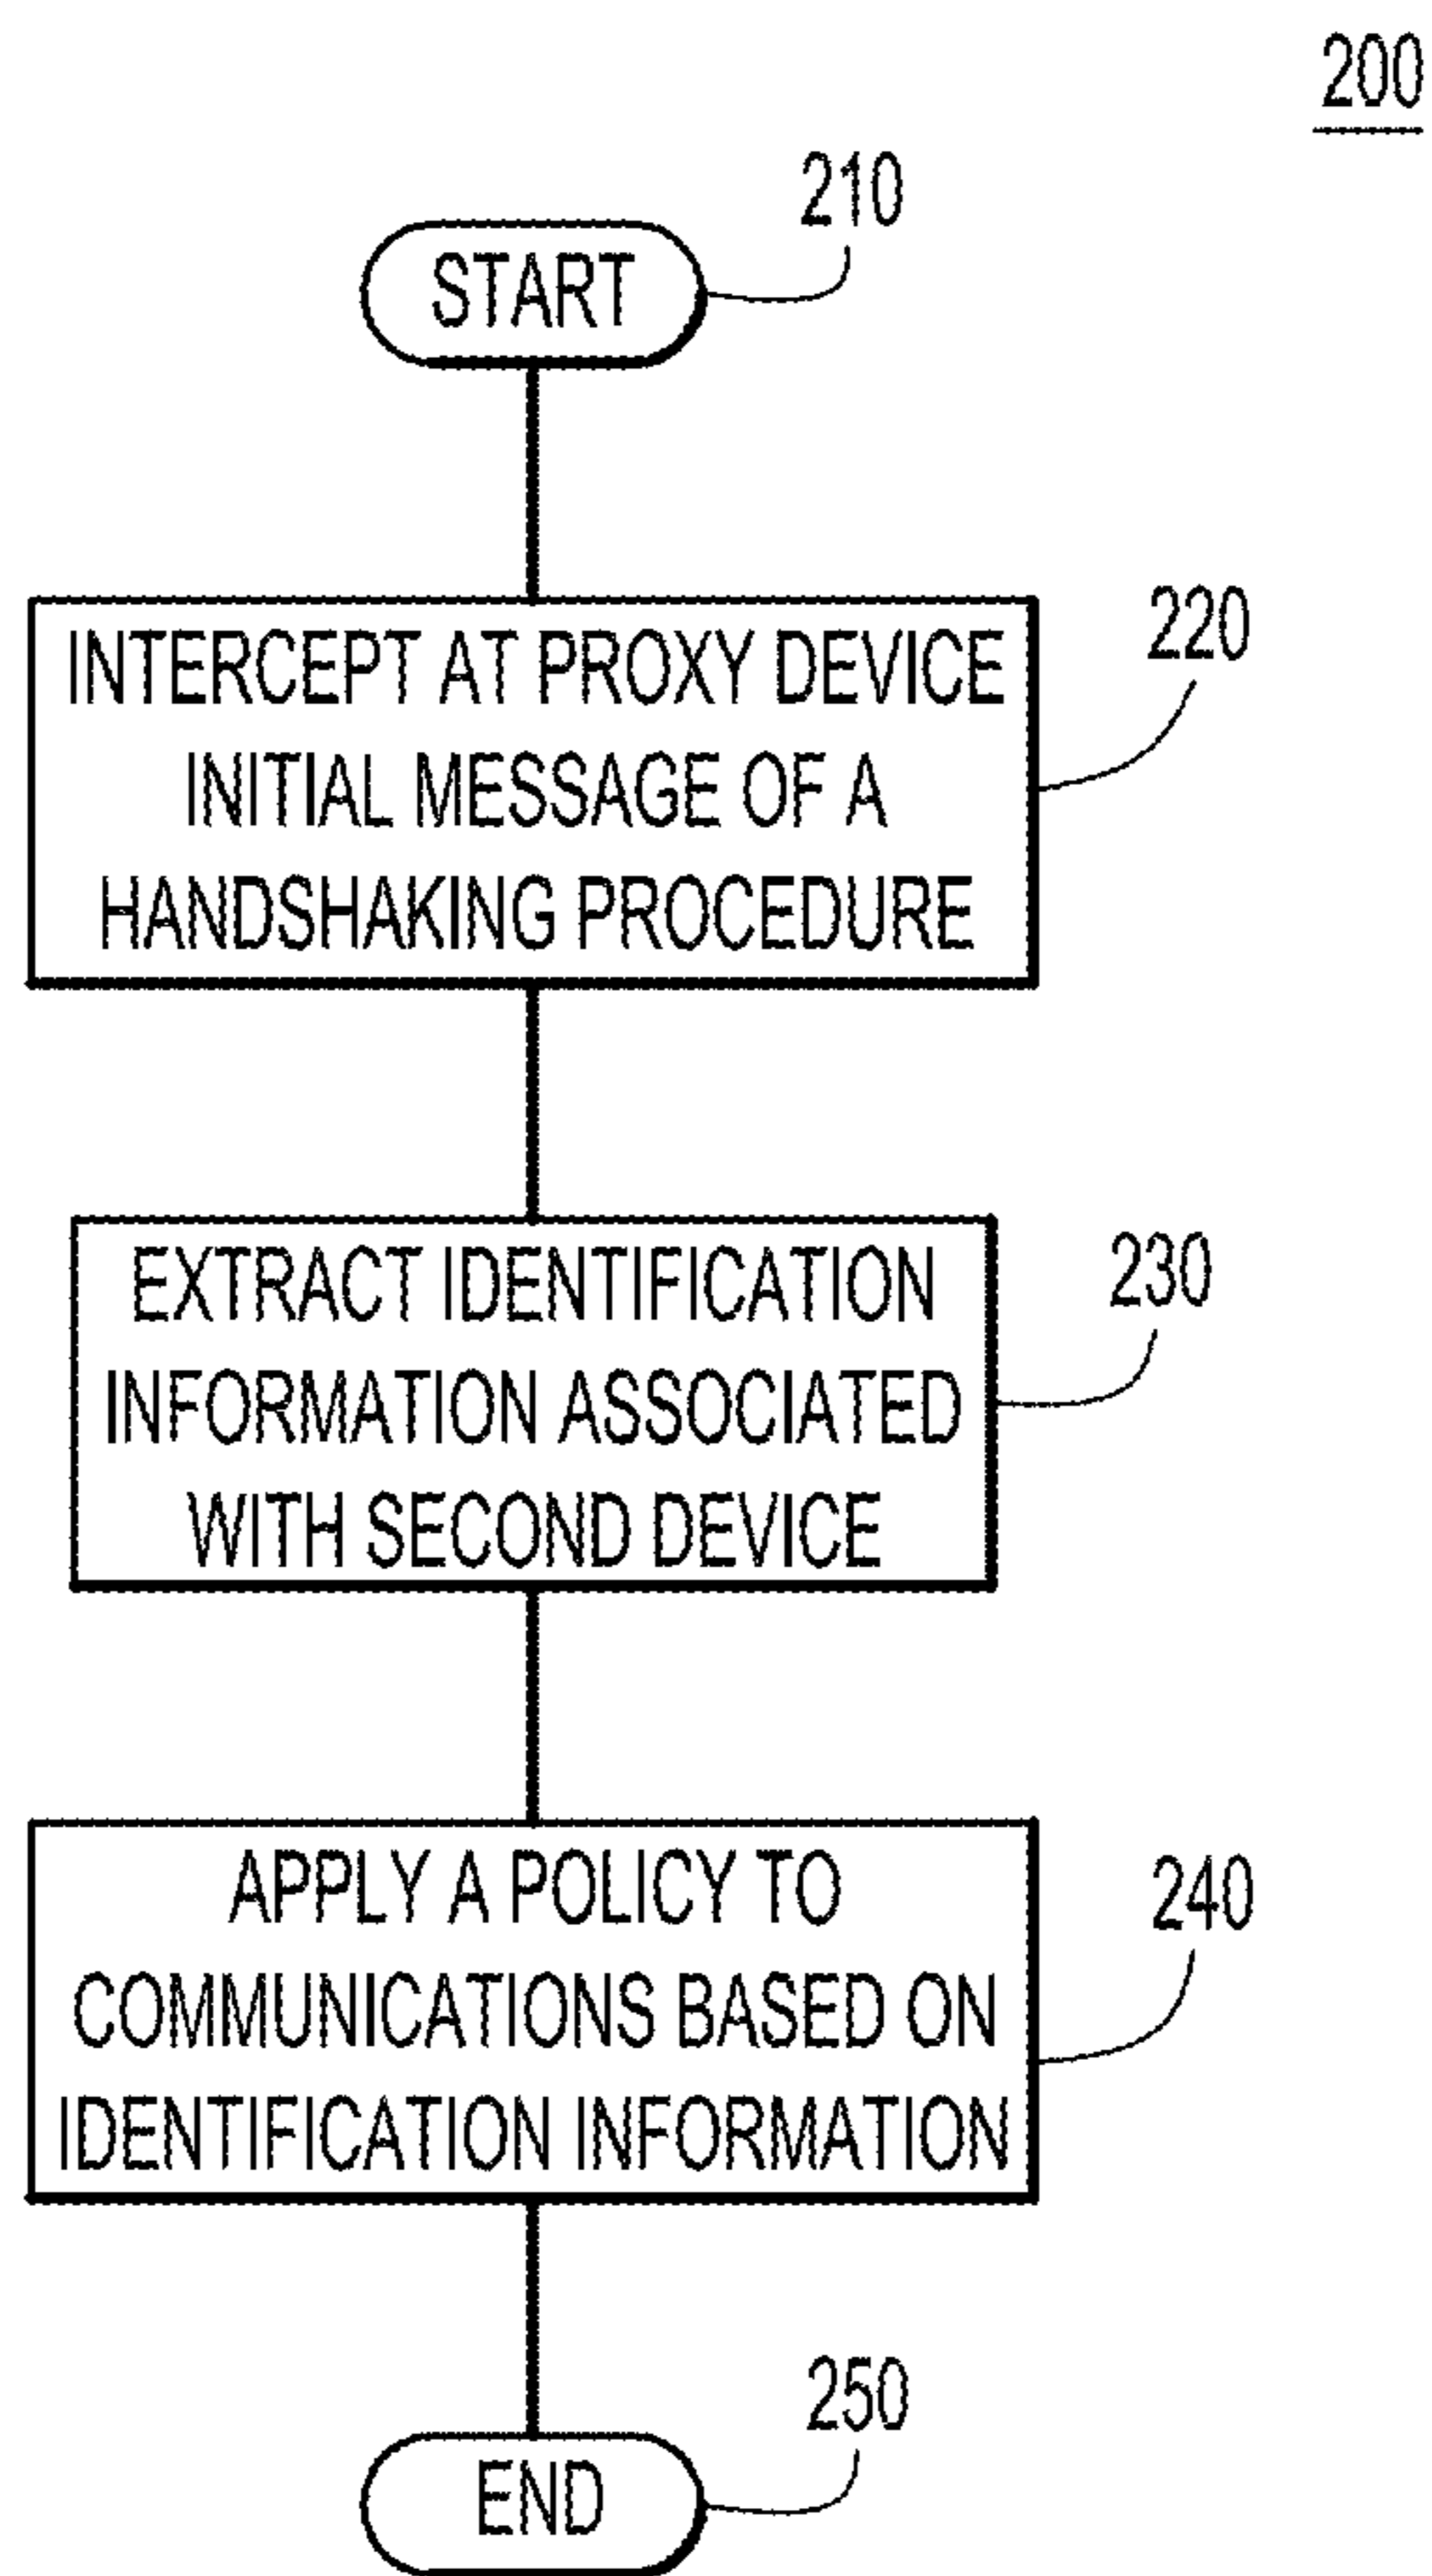 200
210
START
220
INTERCEPT AT PROXY DEVICE
INITIAL MESSAGE OF A
HANDSHAKING PROCEDURE
230
EXTRACT IDENTIFICATION
INFORMATION ASSOCIATED
WITH SECOND DEVICE
240
APPLY A POLICY TO
COMMUNICATIONS BASED ON
IDENTIFICATION INFORMATION
250
END